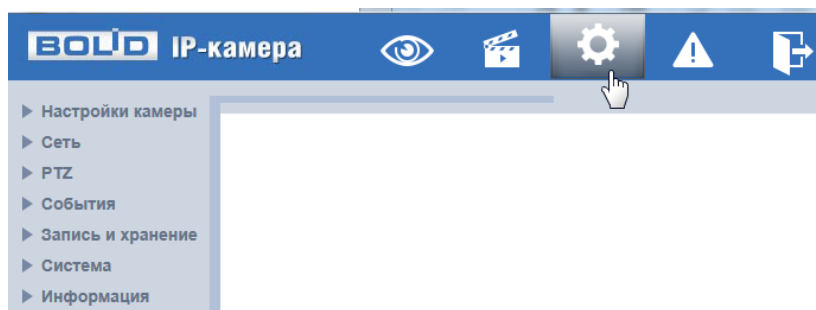 BOLID IP-камера
Настройки камеры
Сеть
PTZ
События
Запись и хранение
Система
Информация